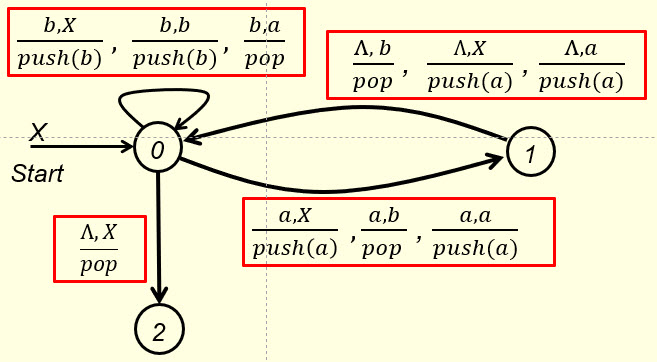 b,X/push(b) , b,b/push(b) , b,a/pop
Λ, b/pop , Λ,X/push(a) , Λ,a/push(a)
X
Start
0
1
a,X/push(a) , a,b/pop , a,a/push(a)
Λ, X/pop
2